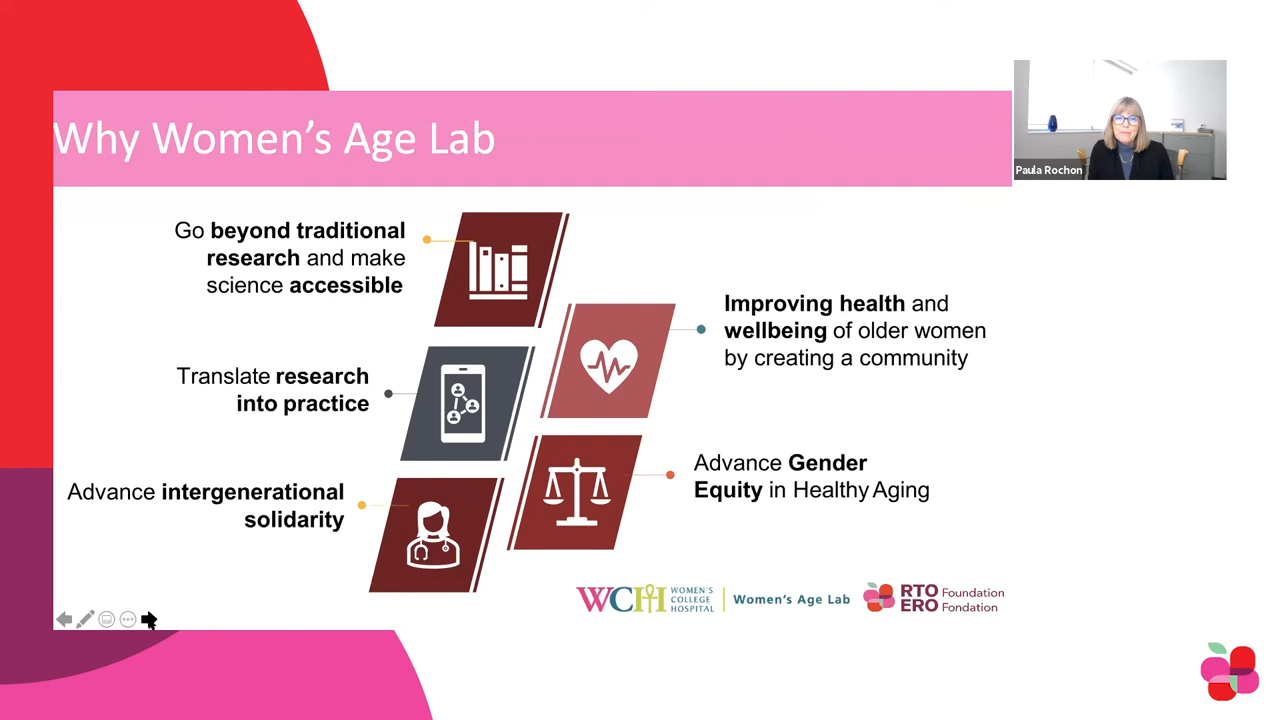 Why Women's Age Lab
Paula Rochon
Go beyond traditional
research and make
science accessible
Improving health and
wellbeing of older women
by creating a community
Translate research
into practice
Advance Gender
Equity in Healthy Aging
Advance intergenerational
solidarity
WCH WOMEN'S
COLLEGE
HOSPITAL
Women's Age Lab
RTO Foundation
ERO Fondation